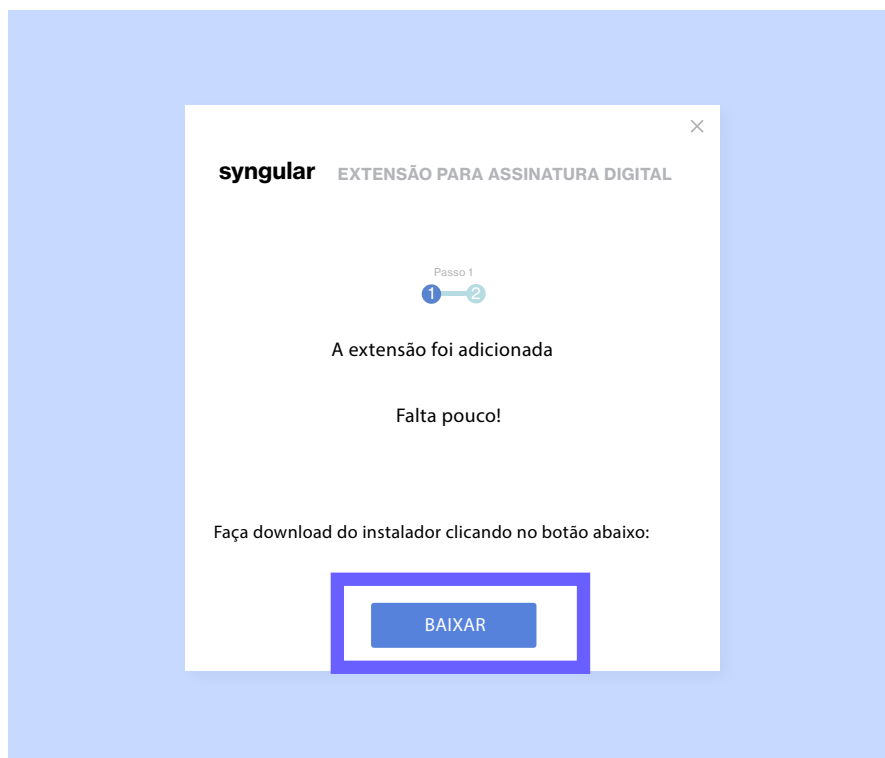 syngular EXTENSÃO PARA ASSINATURA DIGITAL
Passo 1
1 2
A extensão foi adicionada
Falta pouco!
Faça download do instalador clicando no botão abaixo:
BAIXAR